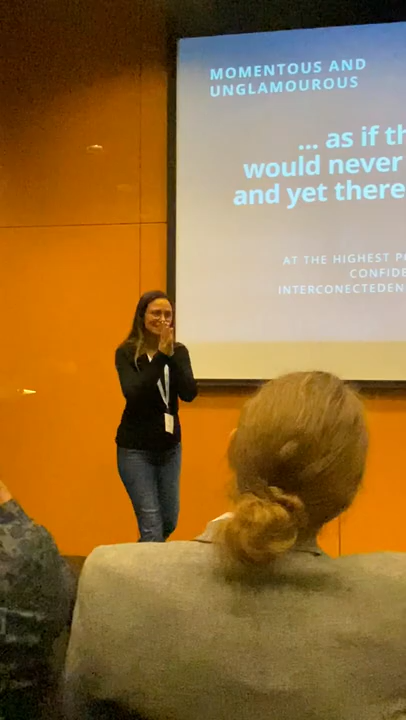 MOMENTOUS AND
UNGLAMOUROUS
... as if th
would never
and yet there
AT THE HIGHEST P
CONFIDE
INTERCONECTEDEN